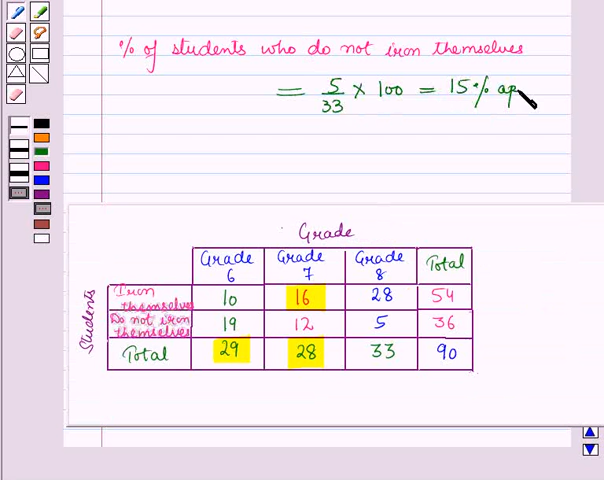 % of students who do not iron themselves
= 5/33 × 100 = 15% ap
Grade
Students
Grade 6 Grade 7 Grade 8 Total
Iron themselves 10 16 28 54
Do not iron themselves 19 12 5 36
Total 29 28 33 90